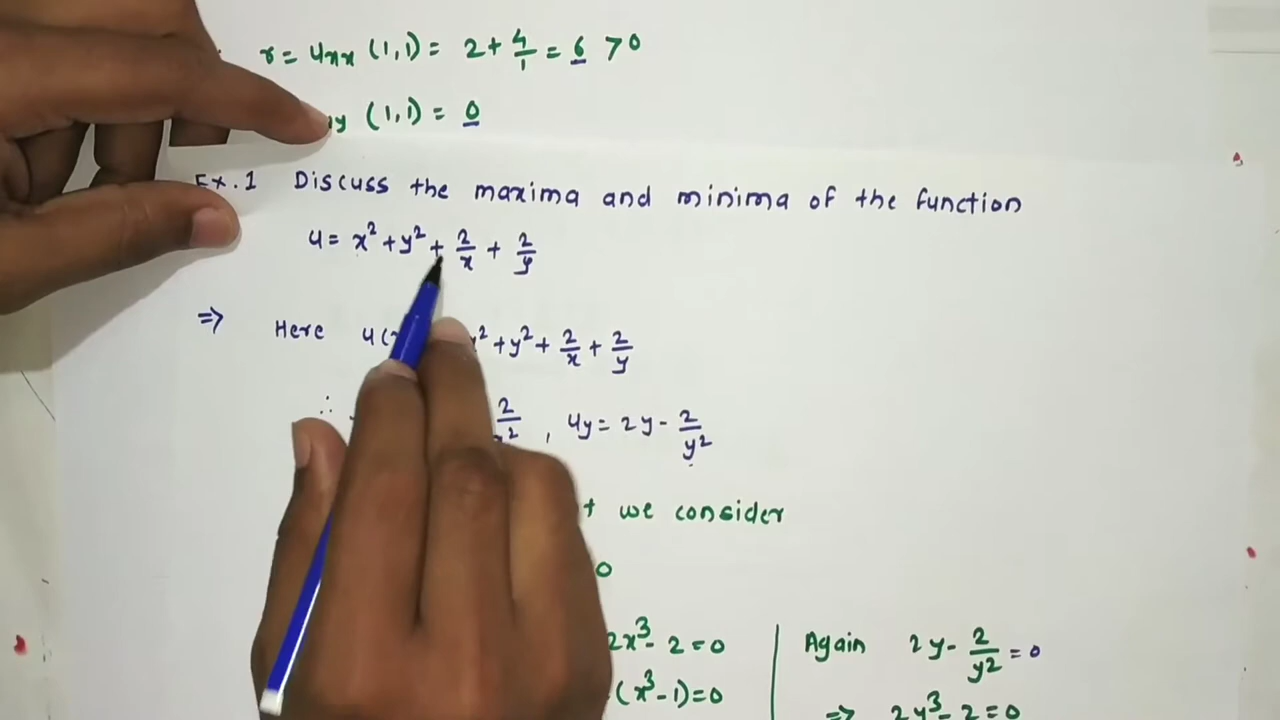 r = uxx (1,1) = 2 + 4/1 = 6 > 0
y (1,1) = 0
Ex.1 Discuss the maxima and minima of the function
u = x² + y² + 2/x + 2/y
⇒ Here u( x² + y² + 2/x + 2/y
∴ 2/x² , uy = 2y - 2/y²
t we consider
0
2x³ - 2 = 0
(x³ - 1) = 0
Again 2y - 2/y² = 0
⇒ 2y³ - 2 = 0